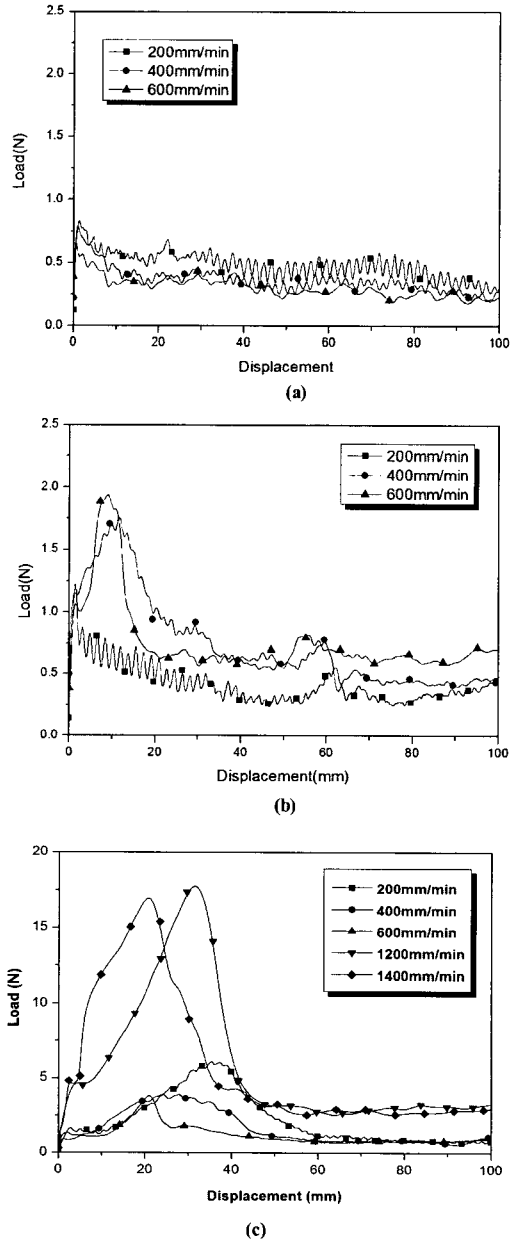 2.5
2.0
1.5
1.0
0.5
0.0
Load(N)
200mm/min
400mm/min
600mm/min
0 20 40 60 80 100
Displacement
(a)
2.5
2.0
1.5
1.0
0.5
0.0
Load(N)
200mm/min
400mm/min
600mm/min
0 20 40 60 80 100
Displacement(mm)
(b)
20
15
10
5
0
Load (N)
200mm/min
400mm/min
600mm/min
1200mm/min
1400mm/min
0 20 40 60 80 100
Displacement (mm)
(c)